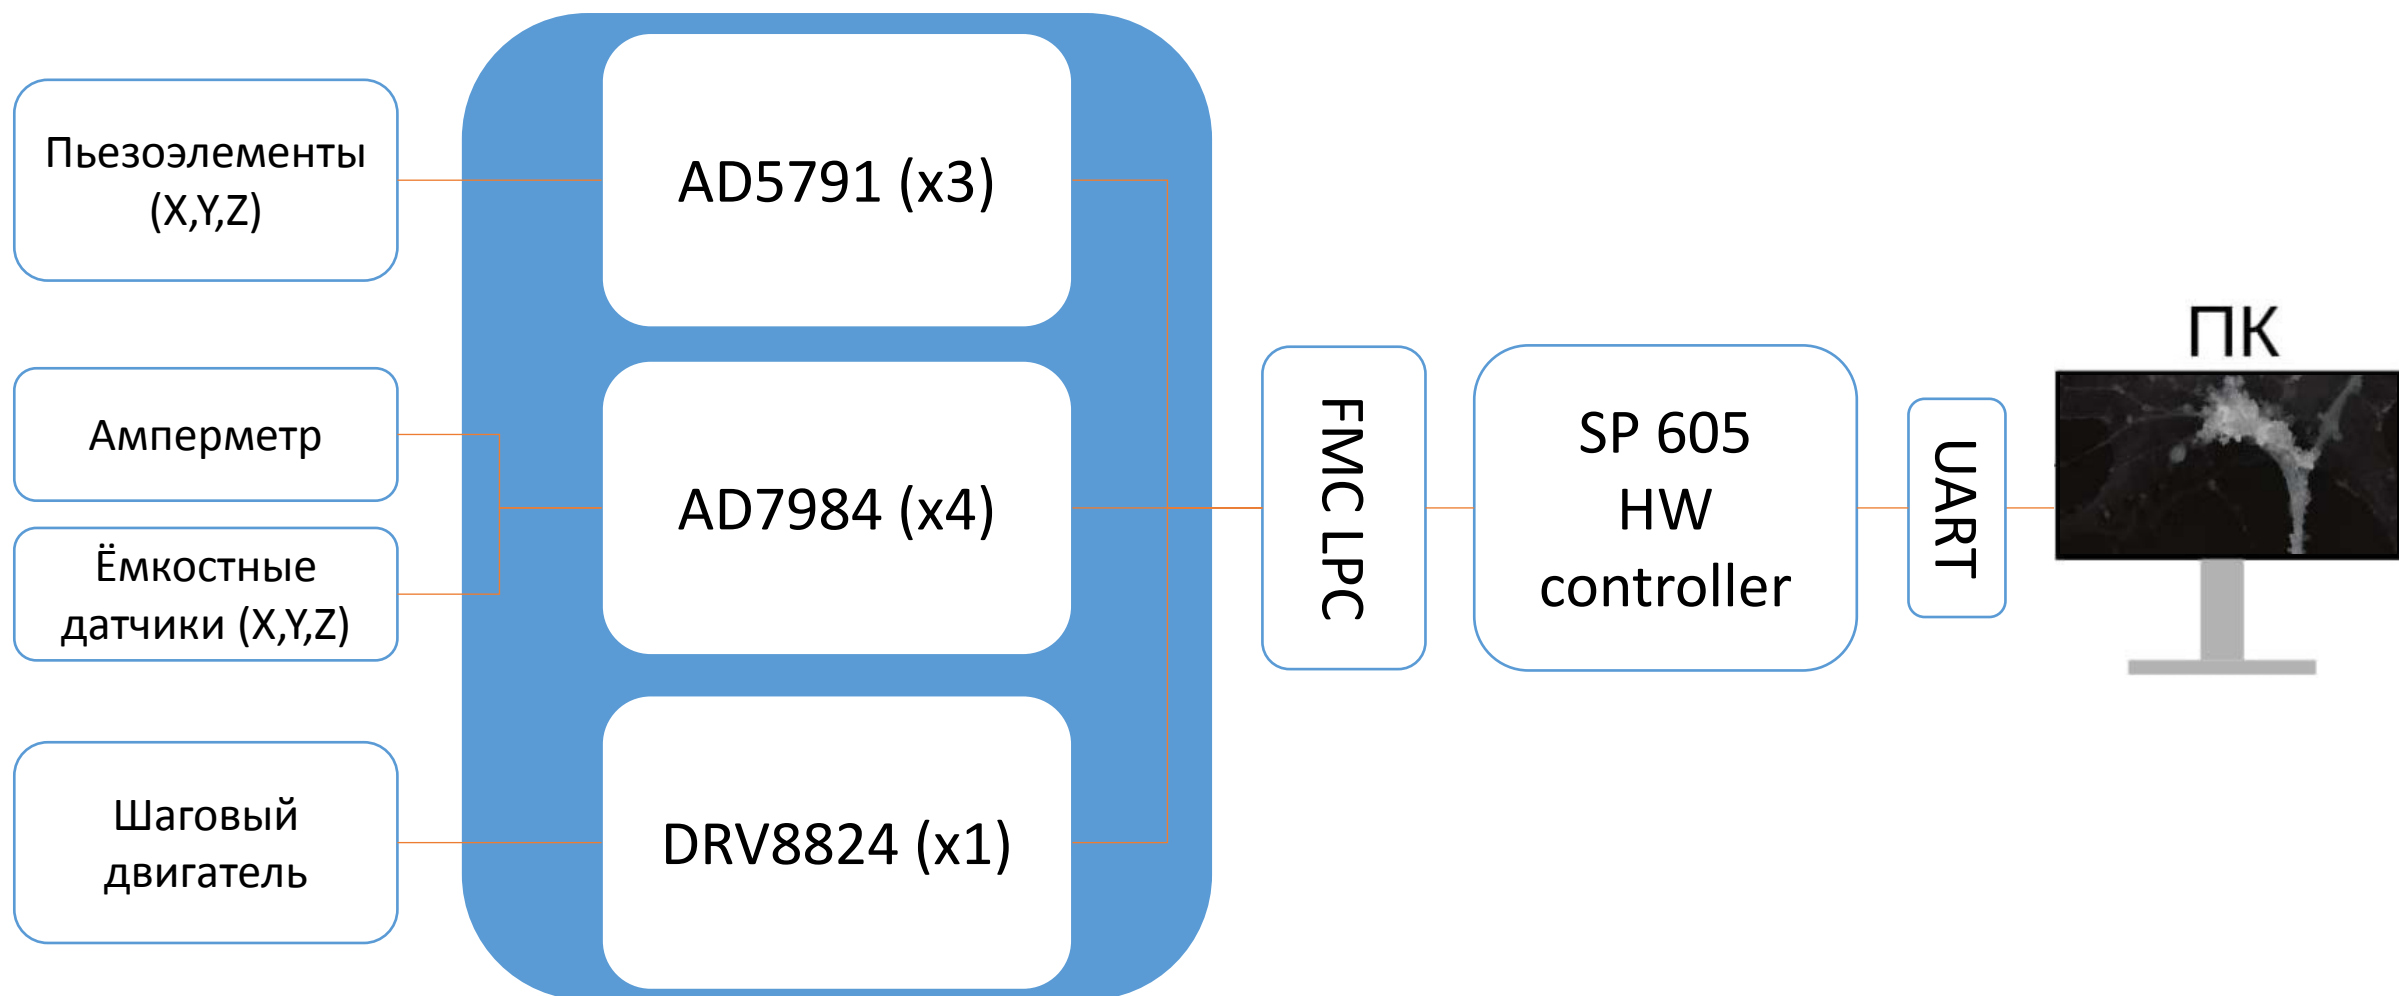 Пьезоэлементы
(X,Y,Z)
Амперметр
Ёмкостные
датчики (X,Y,Z)
Шаговый
двигатель
AD5791 (x3)
AD7984 (x4)
DRV8824 (x1)
FMC LPC
SP 605
HW
controller
UART
ПК